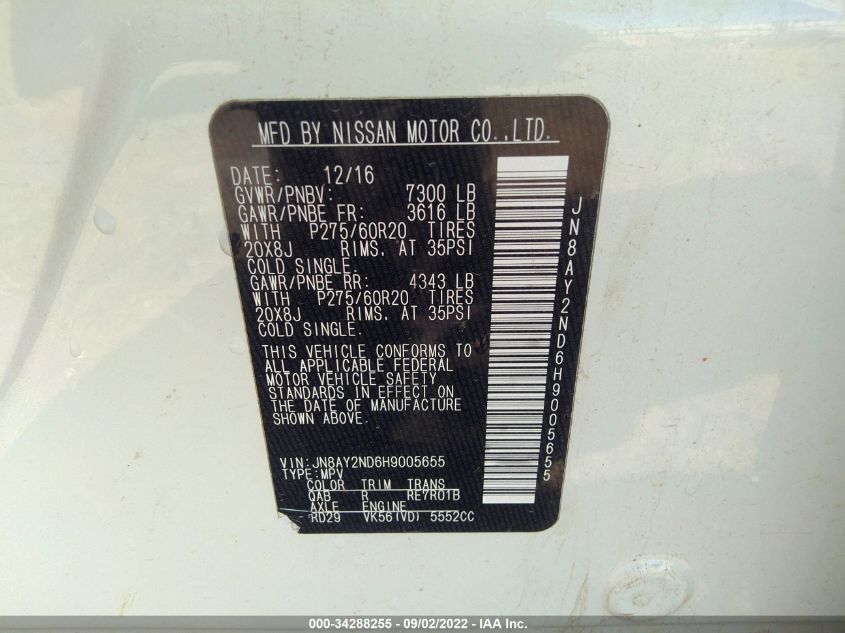 MFD BY NISSAN MOTOR CO.,LTD.
DATE: 12/16
GVWR/PNBV: 7300 LB
GAWR/PNBE FR: 3616 LB
WITH P275/60R20 TIRES
20X8J RIMS, AT 35PSI
COLD SINGLE.
GAWR/PNBE RR: 4343 LB
WITH P275/60R20 TIRES
20X8J RIMS, AT 35PSI
COLD SINGLE.
THIS VEHICLE CONFORMS TO
ALL APPLICABLE FEDERAL
MOTOR VEHICLE SAFETY
STANDARDS IN EFFECT ON
THE DATE OF MANUFACTURE
SHOWN ABOVE.
VIN:JN8AY2ND6H9005655
TYPE:MPV
COLOR TRIM TRANS
QAB R RE7R01B
AXLE ENGINE
RD29 VK56(VD) 5552CC
JN8AY2ND6H9005655
000-34288255 - 09/02/2022 - IAA Inc.